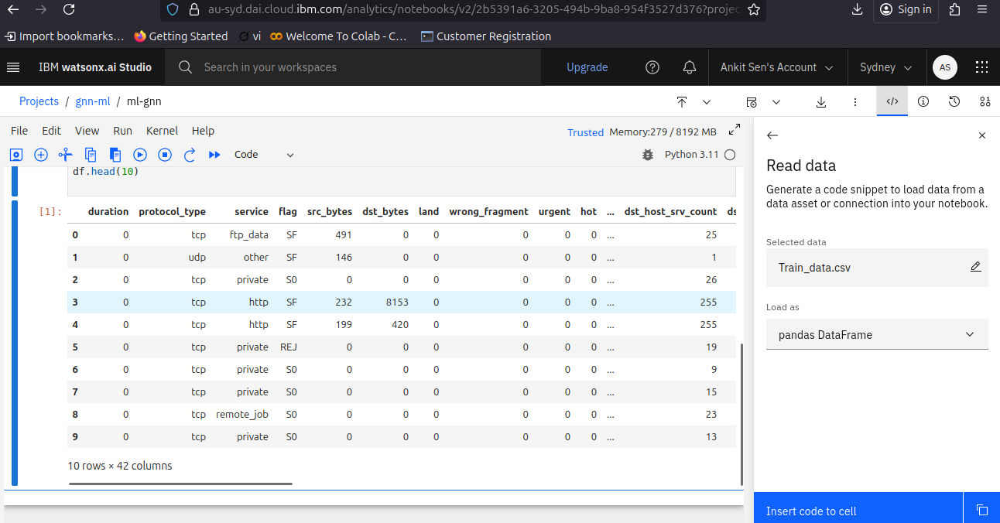 au-syd.dai.cloud.ibm.com/analytics/notebooks/v2/2b5391a6-3205-494b-9ba8-954f3527d376?projec
Sign in
Import bookmarks... Getting Started vi Welcome To Colab - C... Customer Registration
IBM watsonx.ai Studio Search in your workspaces Upgrade Ankit Sen's Account Sydney AS
Projects / gnn-ml / ml-gnn
File Edit View Run Kernel Help
Trusted Memory:279 / 8192 MB
Code Python 3.11
df.head(10)
[1]: duration protocol_type service flag src_bytes dst_bytes land wrong_fragment urgent hot ... dst_host_srv_count ds
0 0 tcp ftp_data SF 491 0 0 0 0 0 ... 25
1 0 udp other SF 146 0 0 0 0 0 ... 1
2 0 tcp private S0 0 0 0 0 0 0 ... 26
3 0 tcp http SF 232 8153 0 0 0 0 ... 255
4 0 tcp http SF 199 420 0 0 0 0 ... 255
5 0 tcp private REJ 0 0 0 0 0 0 ... 19
6 0 tcp private S0 0 0 0 0 0 0 ... 9
7 0 tcp private S0 0 0 0 0 0 0 ... 15
8 0 tcp remote_job S0 0 0 0 0 0 0 ... 23
9 0 tcp private S0 0 0 0 0 0 0 ... 13
10 rows × 42 columns
Read data
Generate a code snippet to load data from a
data asset or connection into your notebook.
Selected data
Train_data.csv
Load as
pandas DataFrame
Insert code to cell